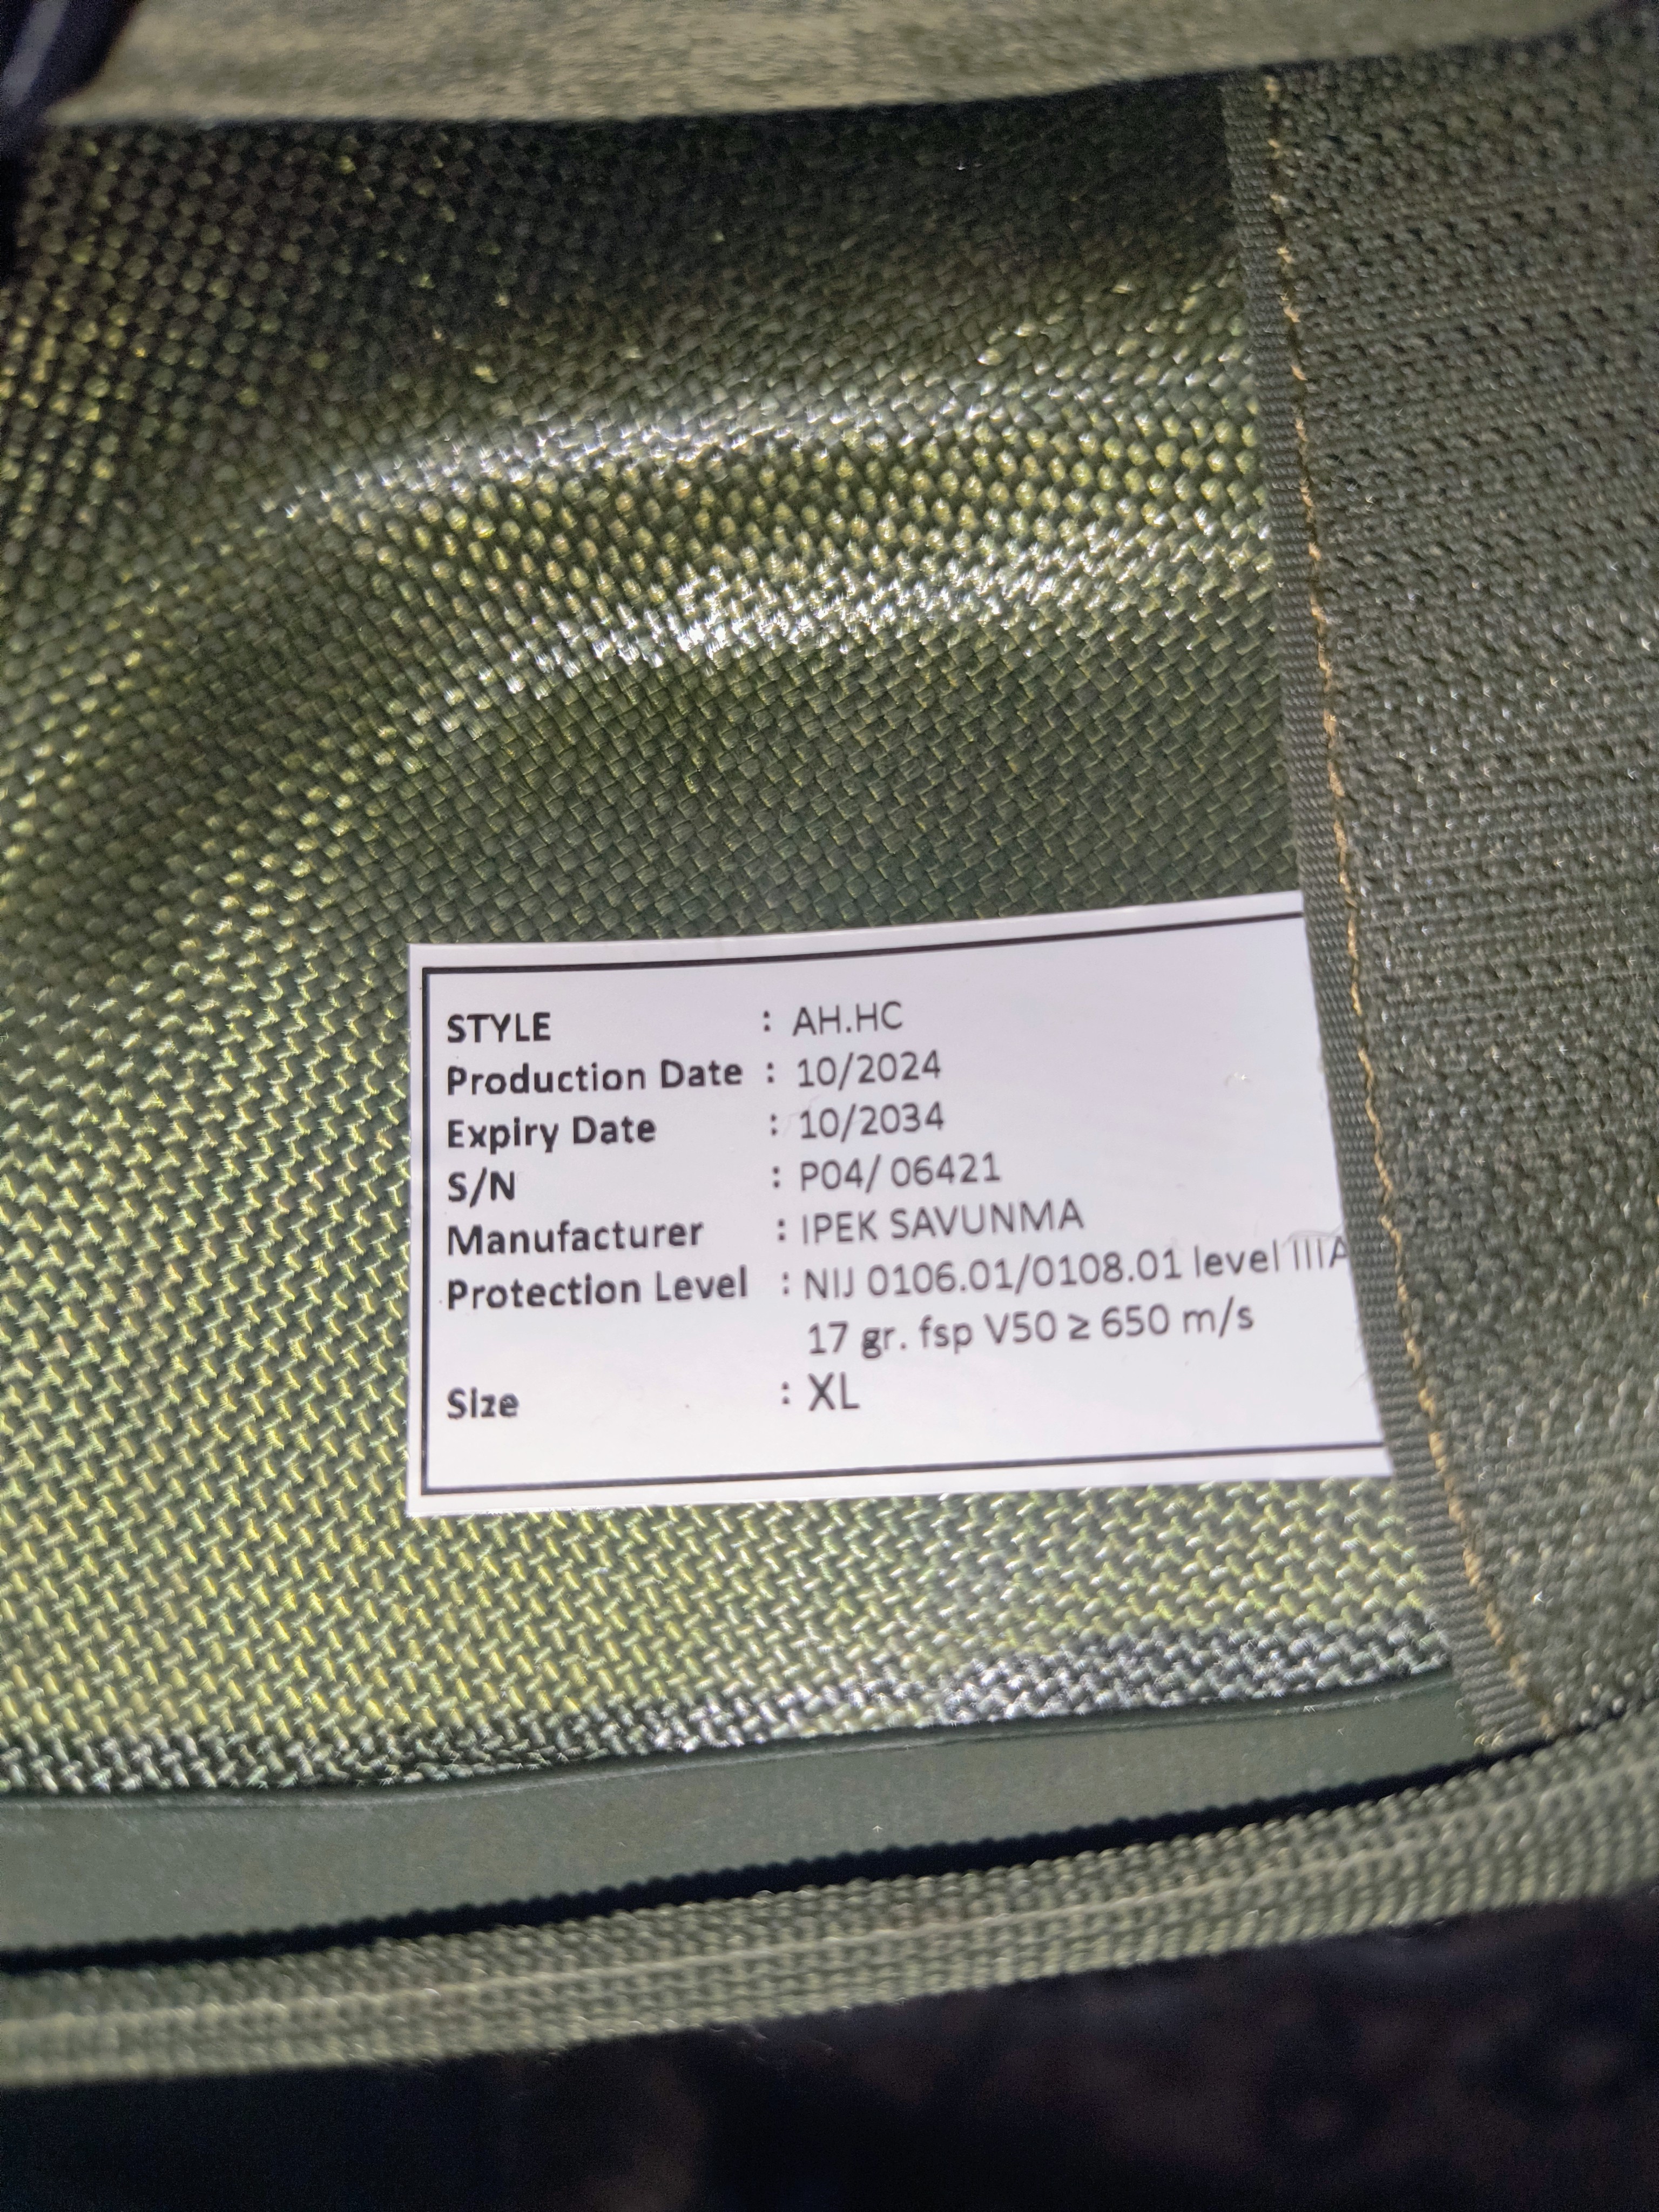 STYLE : AH.HC
Production Date : 10/2024
Expiry Date : 10/2034
S/N : P04/ 06421
Manufacturer : IPEK SAVUNMA
Protection Level : NIJ 0106.01/0108.01 level IIIA
17 gr. fsp V50 ≥ 650 m/s
Size : XL